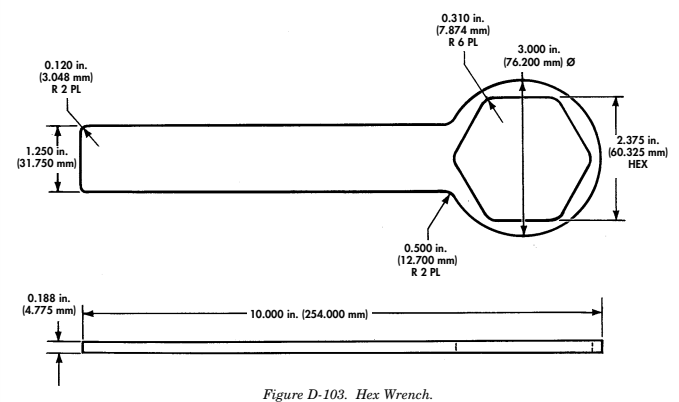 0.310 in.
(7.874 mm)
R 6 PL
3.000 in.
(76.200 mm) Ø
0.120 in.
(3.048 mm)
R 2 PL
1.250 in.
(31.750 mm)
2.375 in.
(60.325 mm)
HEX
0.500 in.
(12.700 mm)
R 2 PL
0.188 in.
(4.775 mm)
10.000 in. (254.000 mm)
Figure D-103. Hex Wrench.